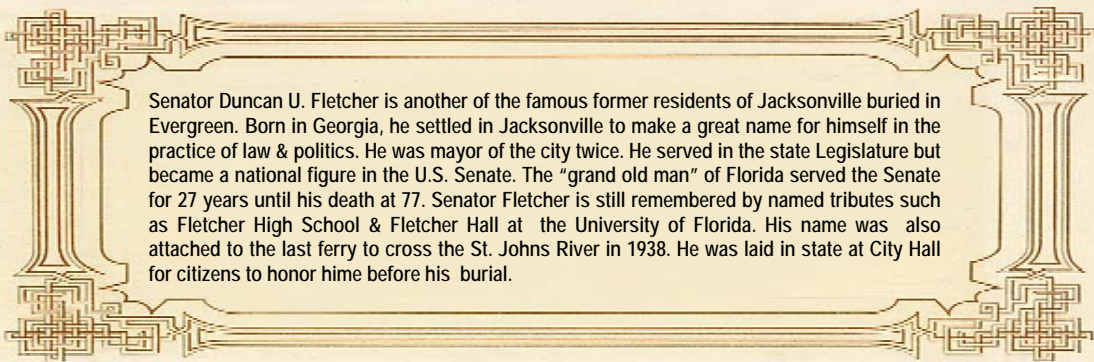 Senator Duncan U. Fletcher is another of the famous former residents of Jacksonville buried in
Evergreen. Born in Georgia, he settled in Jacksonville to make a great name for himself in the
practice of law & politics. He was mayor of the city twice. He served in the state Legislature but
became a national figure in the U.S. Senate. The “grand old man” of Florida served the Senate
for 27 years until his death at 77. Senator Fletcher is still remembered by named tributes such
as Fletcher High School & Fletcher Hall at the University of Florida. His name was also
attached to the last ferry to cross the St. Johns River in 1938. He was laid in state at City Hall
for citizens to honor hime before his burial.